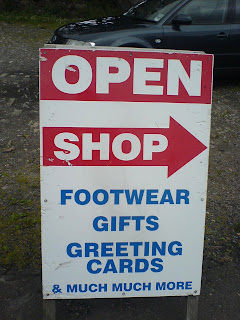 OPEN
SHOP
FOOTWEAR
GIFTS
GREETING
CARDS
& MUCH MUCH MORE